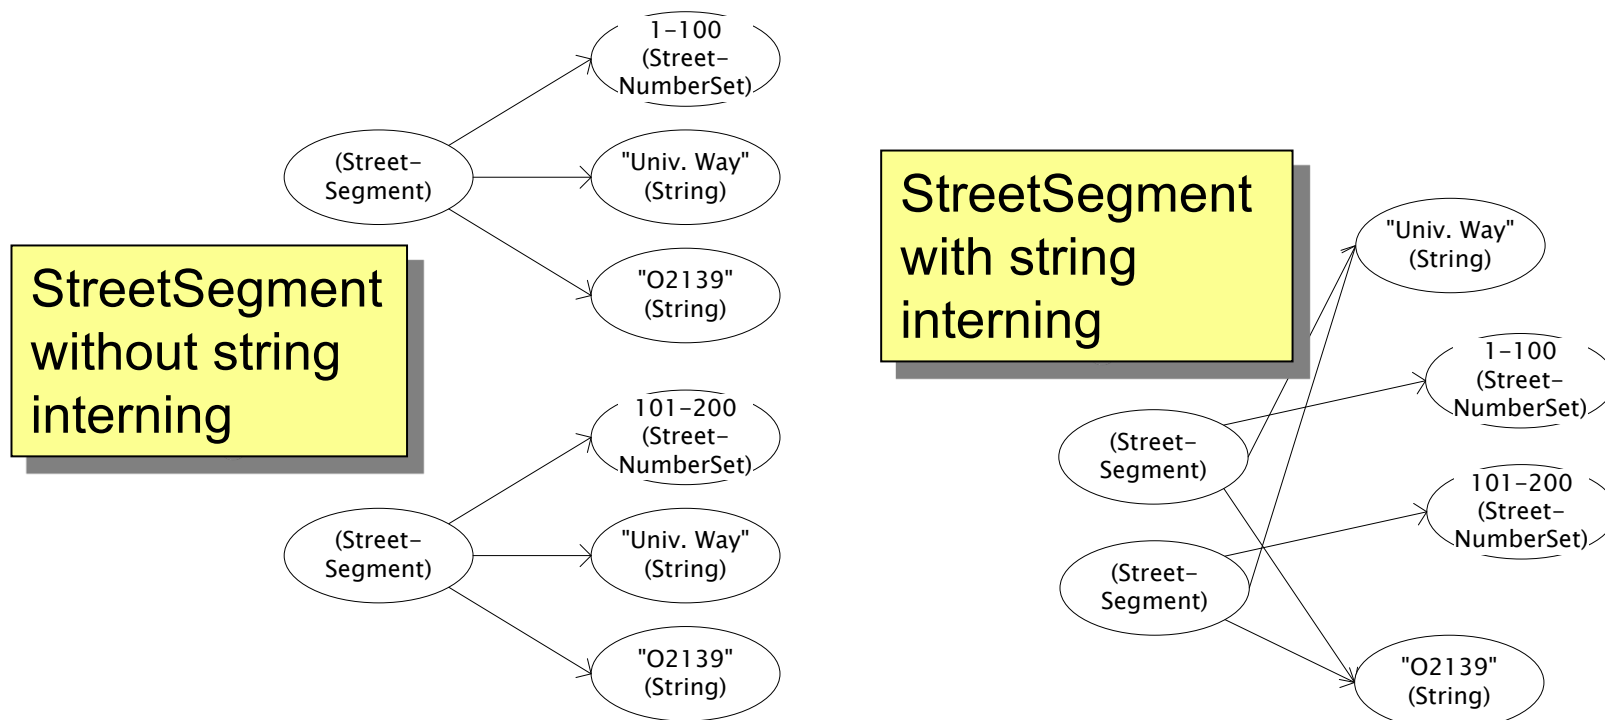 1–100
(Street–
NumberSet)
(Street–
Segment)
"Univ. Way"
(String)
"O2139"
(String)
StreetSegment
without string
interning
101–200
(Street–
NumberSet)
(Street–
Segment)
"Univ. Way"
(String)
"O2139"
(String)
StreetSegment
with string
interning
"Univ. Way"
(String)
1–100
(Street–
NumberSet)
(Street–
Segment)
101–200
(Street–
NumberSet)
(Street–
Segment)
"O2139"
(String)